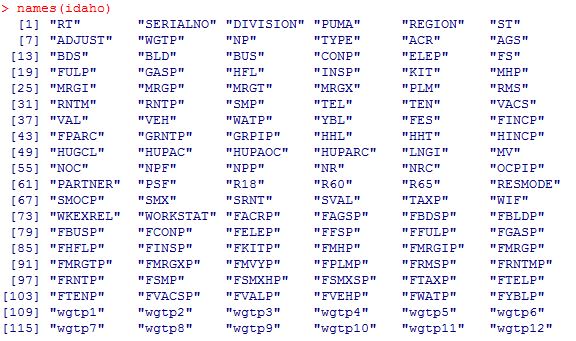 > names(idaho)
[1] "RT" "SERIALNO" "DIVISION" "PUMA" "REGION" "ST"
[7] "ADJUST" "WGTP" "NP" "TYPE" "ACR" "AGS"
[13] "BDS" "BLD" "BUS" "CONP" "ELEP" "FS"
[19] "FULP" "GASP" "HFL" "INSP" "KIT" "MHP"
[25] "MRGI" "MRGP" "MRGT" "MRGX" "PLM" "RMS"
[31] "RNTM" "RNTP" "SMP" "TEL" "TEN" "VACS"
[37] "VAL" "VEH" "WATP" "YBL" "FES" "FINCP"
[43] "FPARC" "GRNTP" "GRPIP" "HHL" "HHT" "HINCP"
[49] "HUGCL" "HUPAC" "HUPAOC" "HUPARC" "LNGI" "MV"
[55] "NOC" "NPF" "NPP" "NR" "NRC" "OCPIP"
[61] "PARTNER" "PSF" "R18" "R60" "R65" "RESMODE"
[67] "SMOCP" "SMX" "SRNT" "SVAL" "TAXP" "WIF"
[73] "WKEXREL" "WORKSTAT" "FACRP" "FAGSP" "FBDSP" "FBLDP"
[79] "FBUSP" "FCONP" "FELEP" "FFSP" "FFULP" "FGASP"
[85] "FHFLP" "FINSP" "FKITP" "FMHP" "FMRGIP" "FMRGP"
[91] "FMRGTP" "FMRGXP" "FMVYP" "FPLMP" "FRMSP" "FRNTMP"
[97] "FRNTP" "FSMP" "FSMXHP" "FSMXSP" "FTAXP" "FTELP"
[103] "FTENP" "FVACSP" "FVALP" "FVEHP" "FWATP" "FYBLP"
[109] "wgtp1" "wgtp2" "wgtp3" "wgtp4" "wgtp5" "wgtp6"
[115] "wgtp7" "wgtp8" "wgtp9" "wgtp10" "wgtp11" "wgtp12"